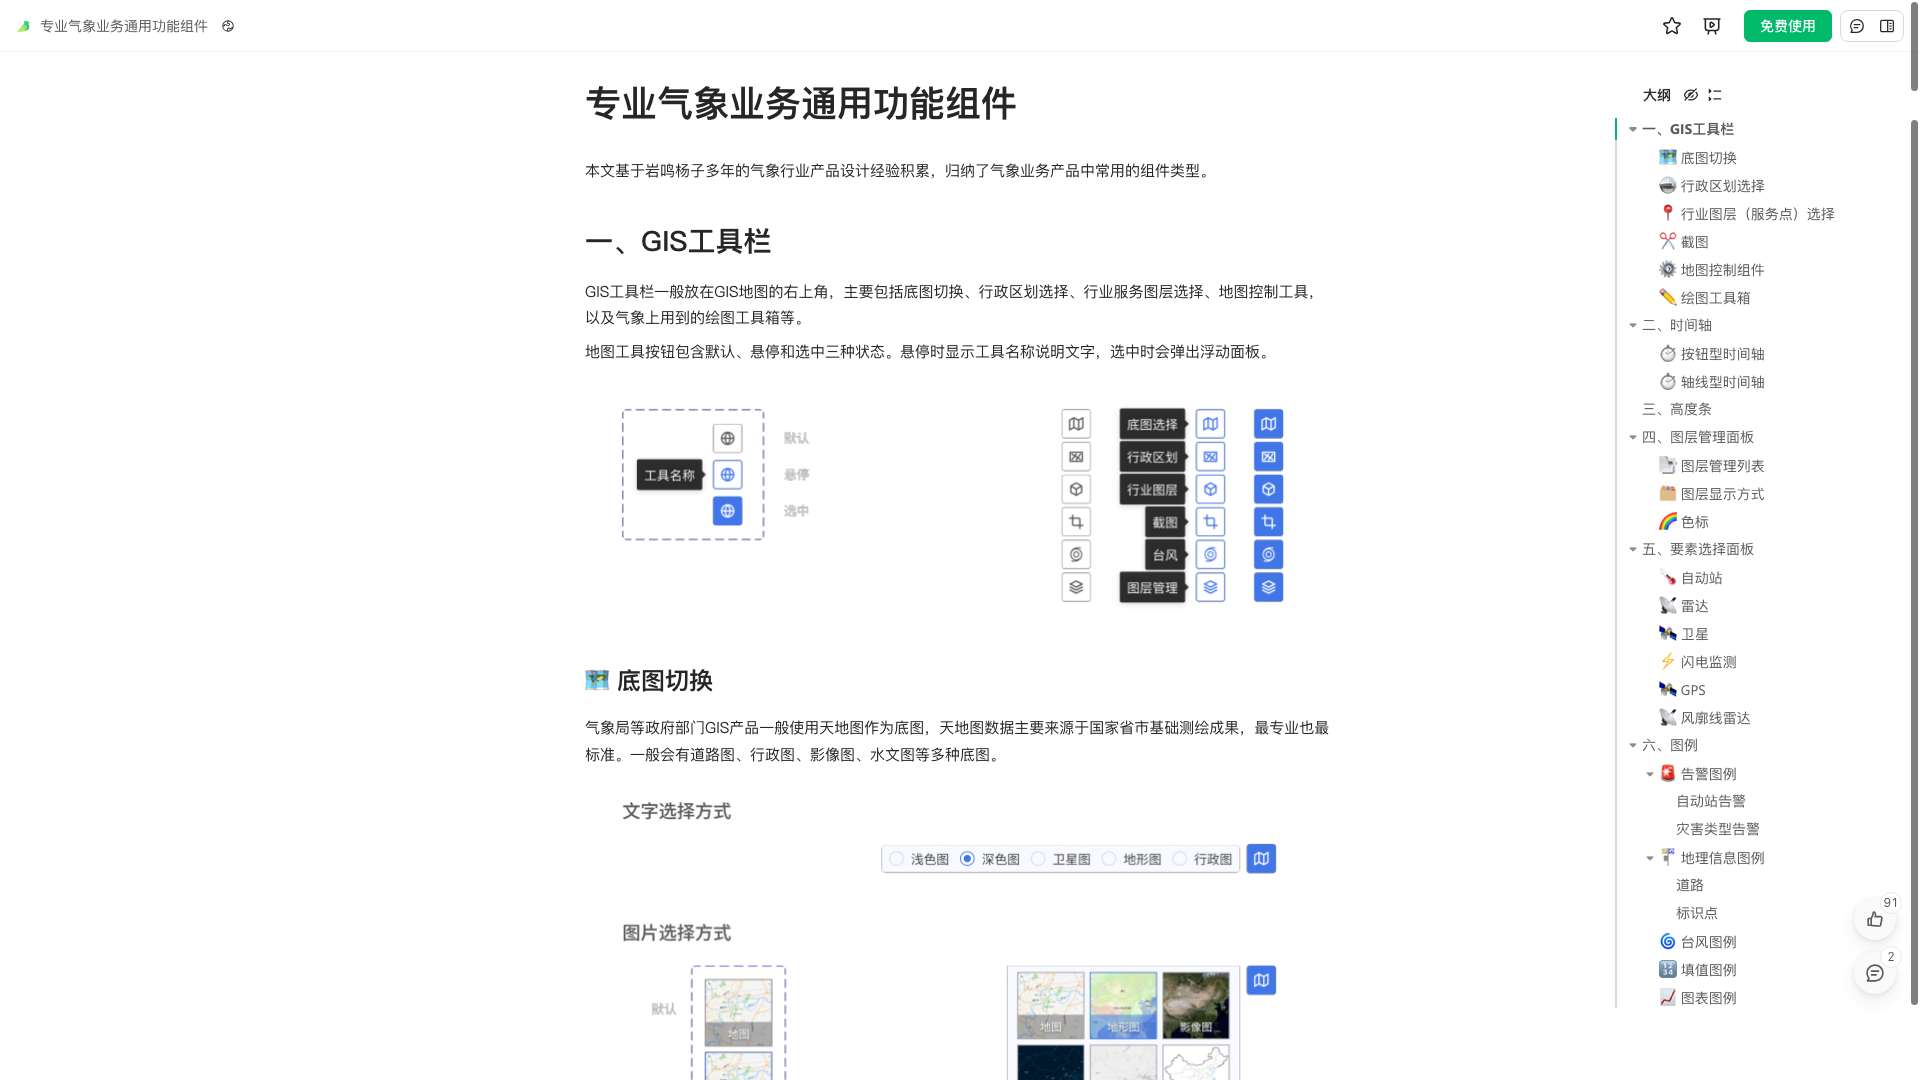 专业气象业务通用功能组件
免费使用
专业气象业务通用功能组件
本文基于岩鸣杨子多年的气象行业产品设计经验积累，归纳了气象业务产品中常用的组件类型。
一、GIS工具栏
GIS工具栏一般放在GIS地图的右上角，主要包括底图切换、行政区划选择、行业服务图层选择、地图控制工具，
以及气象上用到的绘图工具箱等。
地图工具按钮包含默认、悬停和选中三种状态。悬停时显示工具名称说明文字，选中时会弹出浮动面板。
默认
工具名称
悬停
选中
底图选择
行政区划
行业图层
截图
台风
图层管理
底图切换
气象局等政府部门GIS产品一般使用天地图作为底图，天地图数据主要来源于国家省市基础测绘成果，最专业也最
标准。一般会有道路图、行政图、影像图、水文图等多种底图。
文字选择方式
浅色图 深色图 卫星图 地形图 行政图
图片选择方式
默认
地图
地图 地形图 影像图
大纲
一、GIS工具栏
底图切换
行政区划选择
行业图层（服务点）选择
截图
地图控制组件
绘图工具箱
二、时间轴
按钮型时间轴
轴线型时间轴
三、高度条
四、图层管理面板
图层管理列表
图层显示方式
色标
五、要素选择面板
自动站
雷达
卫星
闪电监测
GPS
风廓线雷达
六、图例
告警图例
自动站告警
灾害类型告警
地理信息图例
道路
标识点
台风图例
填值图例
图表图例
91
2